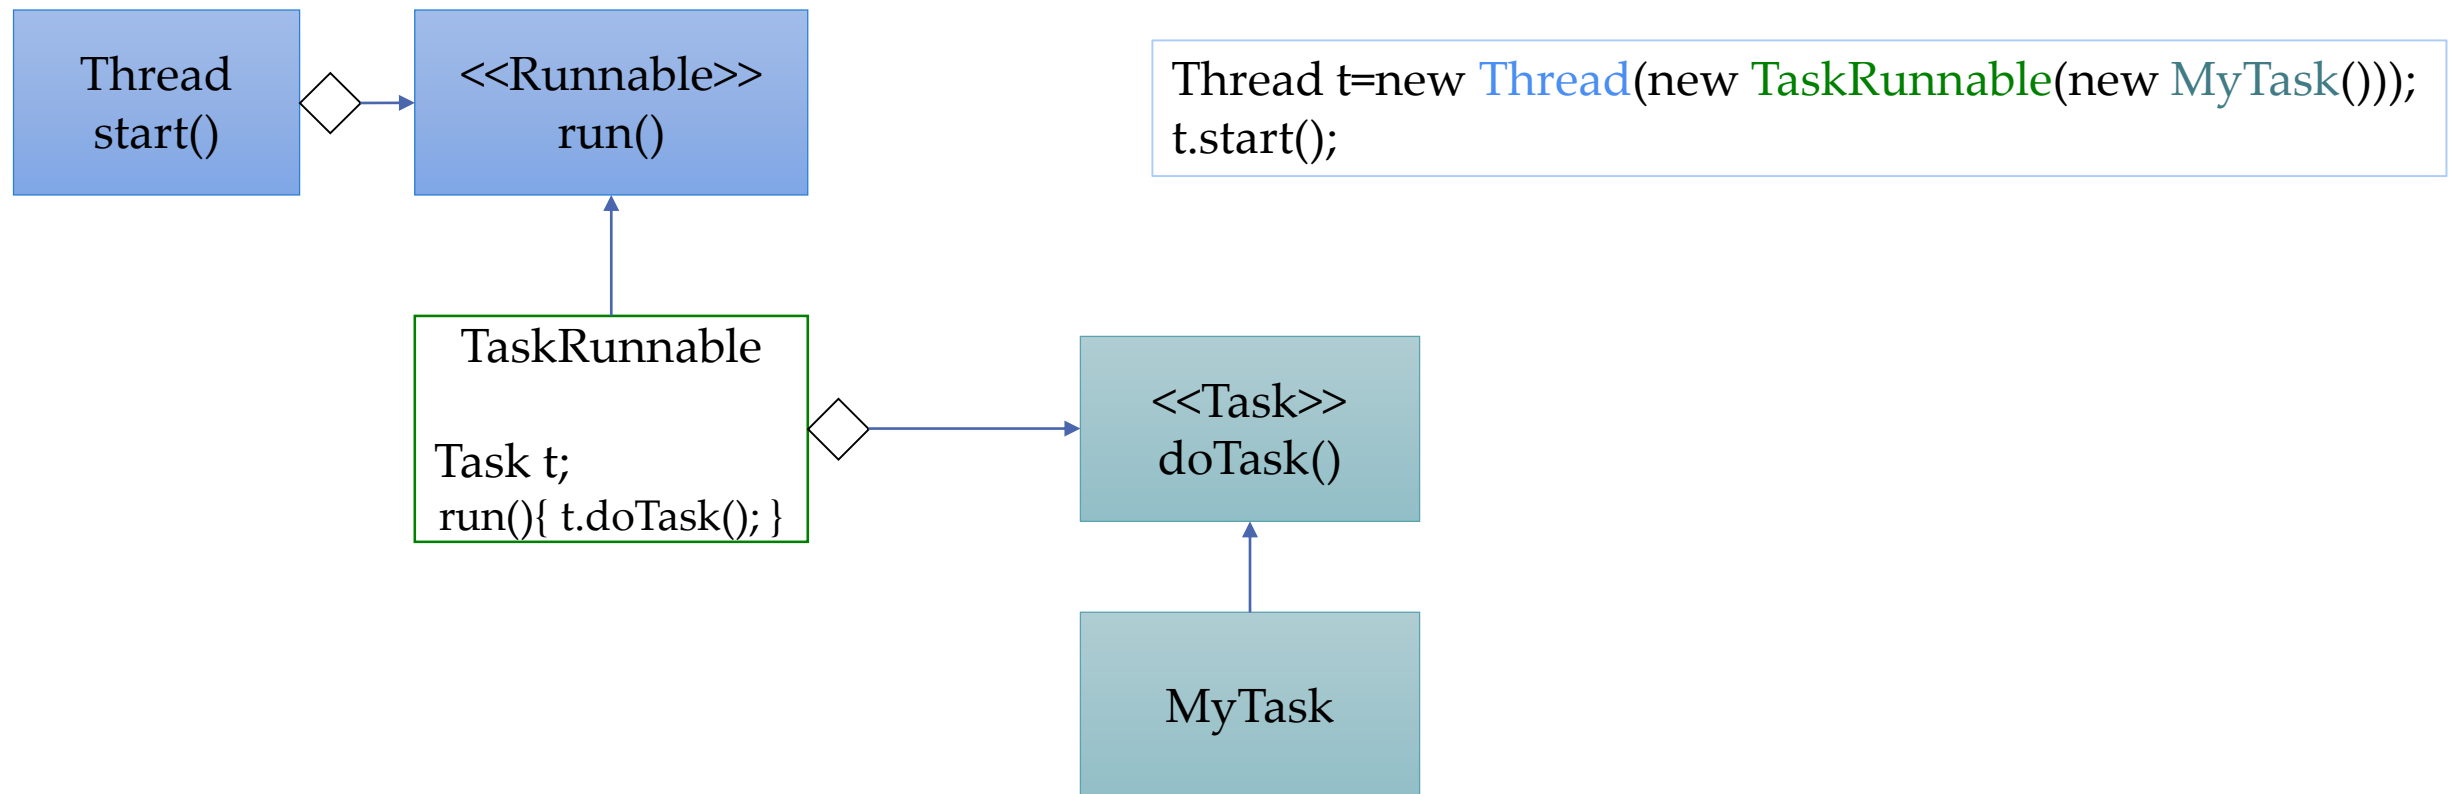 Thread
start()
<<Runnable>>
run()
Thread t=new Thread(new TaskRunnable(new MyTask()));
t.start();
TaskRunnable
Task t;
run(){ t.doTask(); }
<<Task>>
doTask()
MyTask